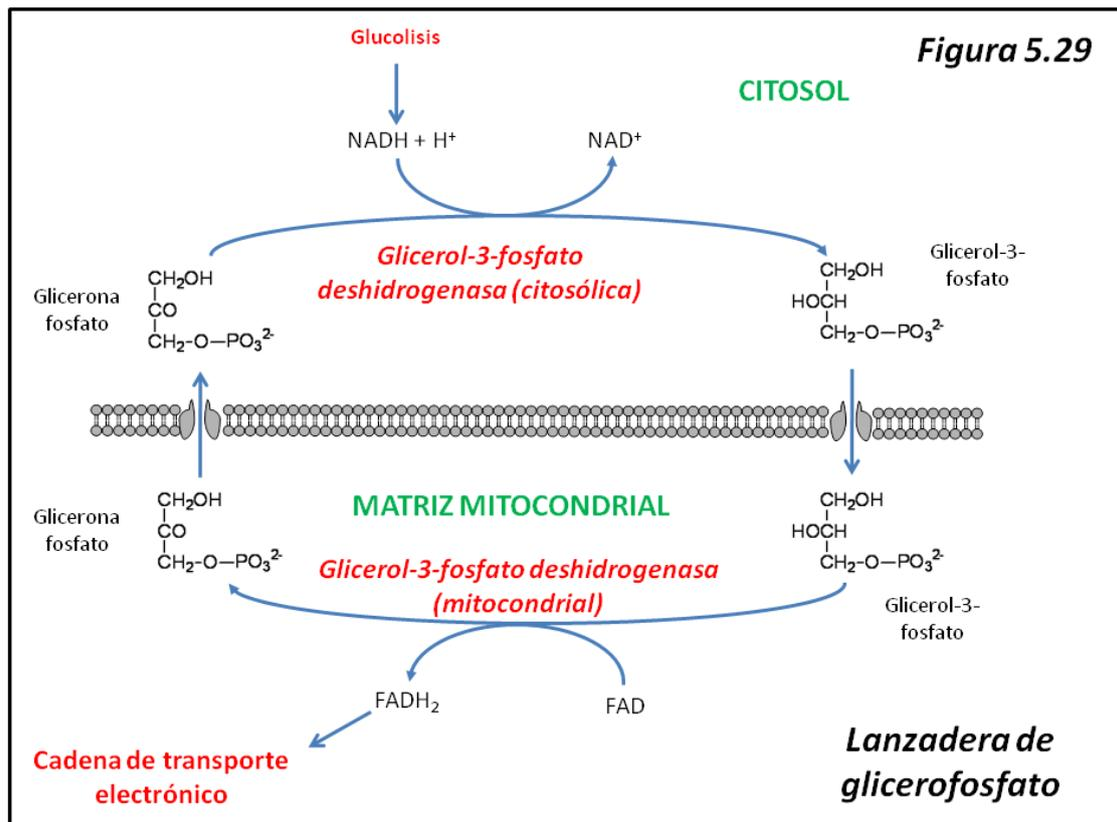 Glucolisis
Figura 5.29
CITOSOL
NADH + H⁺
NAD⁺
Glicerol-3-fosfato
deshidrogenasa (citosólica)
Glicerona
fosfato
CH₂OH
CO
CH₂-O-PO₃²⁻
Glicerol-3-
fosfato
CH₂OH
HOCH
CH₂-O-PO₃²⁻
MATRIZ MITOCONDRIAL
Glicerona
fosfato
CH₂OH
CO
CH₂-O-PO₃²⁻
Glicerol-3-fosfato deshidrogenasa
(mitocondrial)
CH₂OH
HOCH
CH₂-O-PO₃²⁻
Glicerol-3-
fosfato
FADH₂
FAD
Cadena de transporte
electrónico
Lanzadera de
glicerofosfato